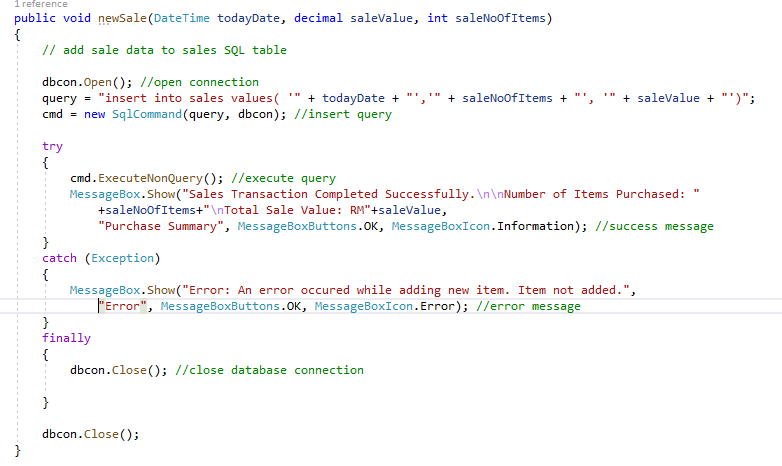 1 reference
public void newSale(DateTime todayDate, decimal saleValue, int saleNoOfItems)
{
// add sale data to sales SQL table
dbcon.Open(); //open connection
query = "insert into sales values( '" + todayDate + "','" + saleNoOfItems + "', '" + saleValue + "')";
cmd = new SqlCommand(query, dbcon); //insert query
try
{
cmd.ExecuteNonQuery(); //execute query
MessageBox.Show("Sales Transaction Completed Successfully.\n\nNumber of Items Purchased: "
+saleNoOfItems+"\nTotal Sale Value: RM"+saleValue,
"Purchase Summary", MessageBoxButtons.OK, MessageBoxIcon.Information); //success message
}
catch (Exception)
{
MessageBox.Show("Error: An error occured while adding new item. Item not added.",
"Error", MessageBoxButtons.OK, MessageBoxIcon.Error); //error message
}
finally
{
dbcon.Close(); //close database connection
}
dbcon.Close();
}